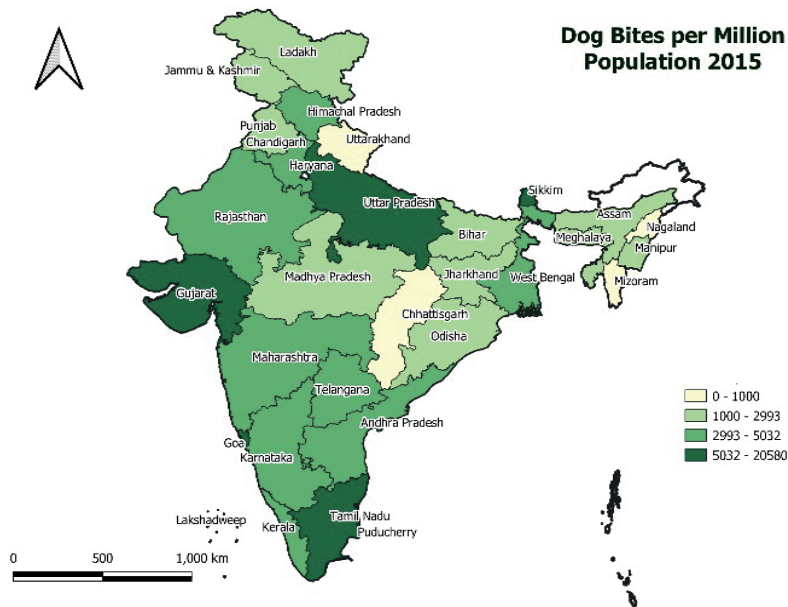 Dog Bites per Million
Population 2015
Ladakh
Jammu & Kashmir
Himachal Pradesh
Punjab
Chandigarh
Uttarakhand
Haryana
Sikkim
Uttar Pradesh
Rajasthan
Assam
Nagaland
Bihar
Meghalaya
Manipur
Madhya Pradesh
Jharkhand
West Bengal
Mizoram
Gujarat
Chhattisgarh
Odisha
Maharashtra
Telangana
0 - 1000
1000 - 2993
2993 - 5032
5032 - 20580
Andhra Pradesh
Goa
Karnataka
Lakshadweep
Kerala
Tamil Nadu
Puducherry
0 500 1,000 km